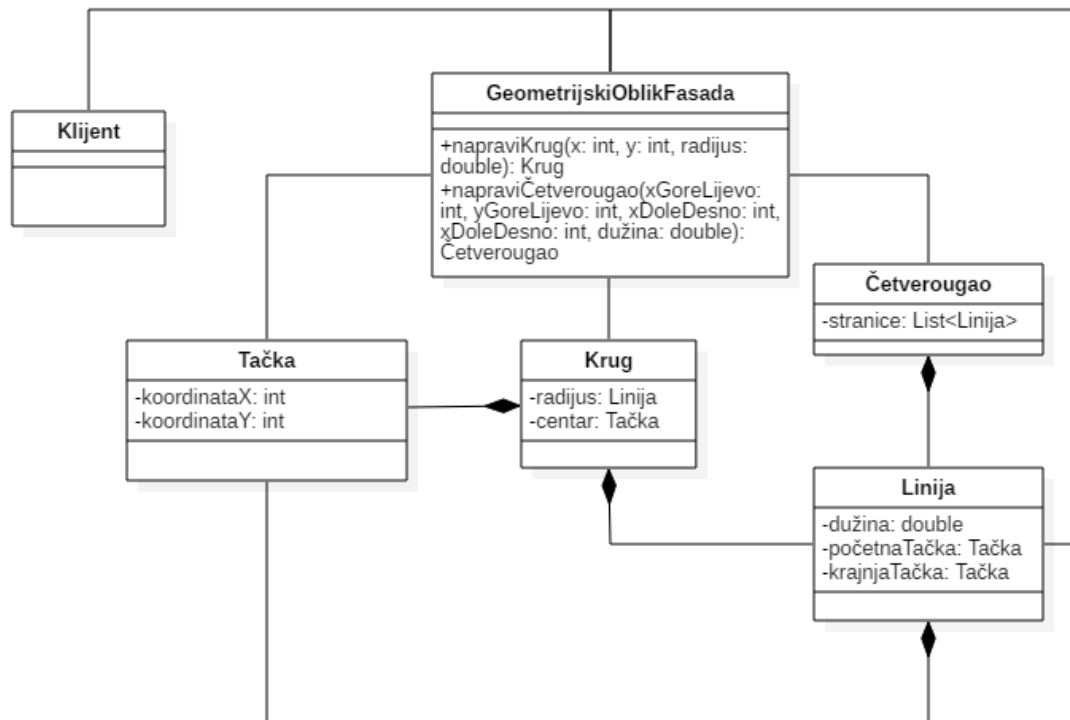 GeometrijskiOblikFasada
+napraviKrug(x: int, y: int, radijus:
double): Krug
+napraviČetverougao(xGoreLijevo:
int, yGoreLijevo: int, xDoleDesno: int,
xDoleDesno: int, dužina: double):
Četverougao
Klijent
Četverougao
-stranice: List<Linija>
Tačka
-koordinataX: int
-koordinataY: int
Krug
-radijus: Linija
-centar: Tačka
Linija
-dužina: double
-početnaTačka: Tačka
-krajnjaTačka: Tačka